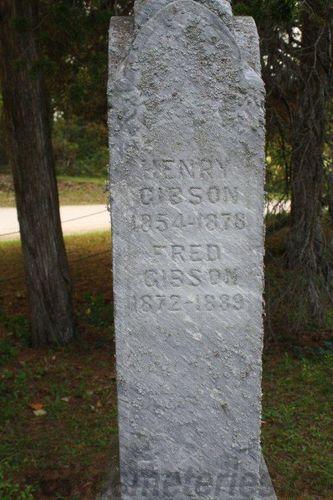 HENRY
GIBSON
1854-1878
FRED
GIBSON
1872-1889